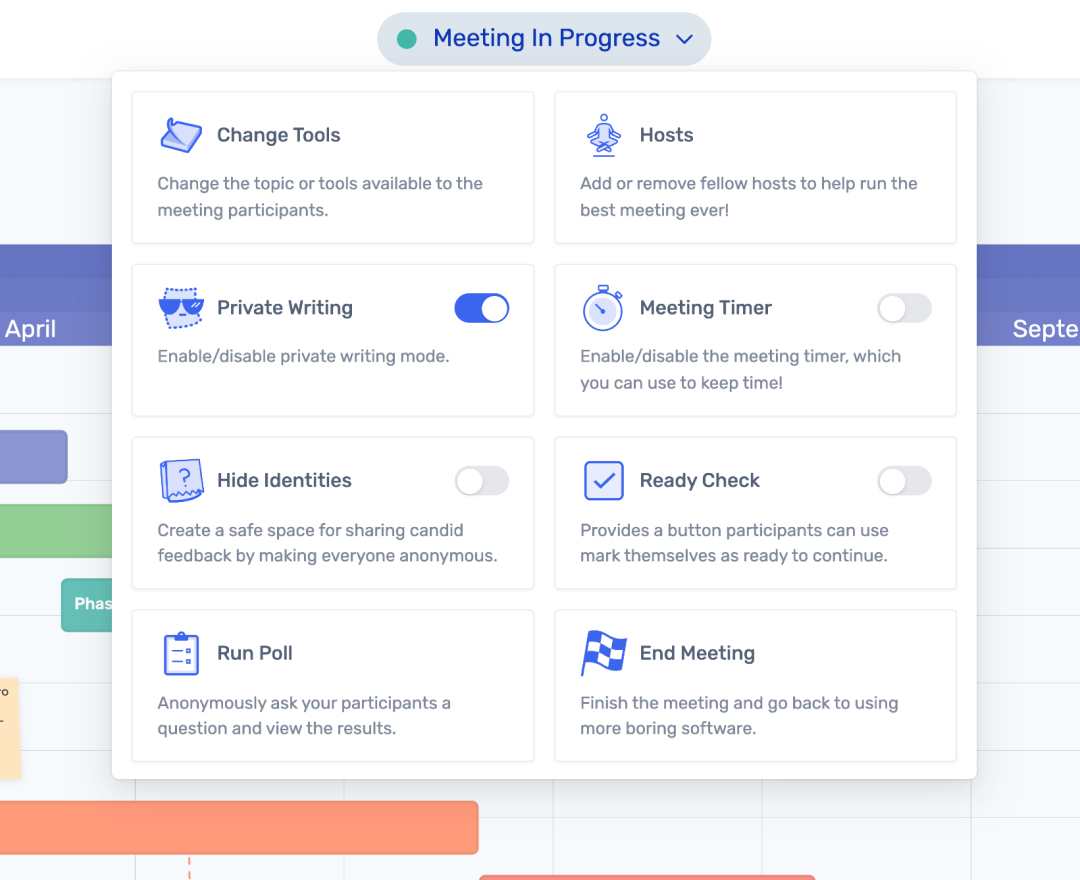 Meeting In Progress
Change Tools
Change the topic or tools available to the
meeting participants.
Hosts
Add or remove fellow hosts to help run the
best meeting ever!
April
Septe
Private Writing
Enable/disable private writing mode.
Meeting Timer
Enable/disable the meeting timer, which
you can use to keep time!
?
Hide Identities
Create a safe space for sharing candid
feedback by making everyone anonymous.
Ready Check
Provides a button participants can use
mark themselves as ready to continue.
Phas
Run Poll
Anonymously ask your participants a
question and view the results.
End Meeting
Finish the meeting and go back to using
more boring software.